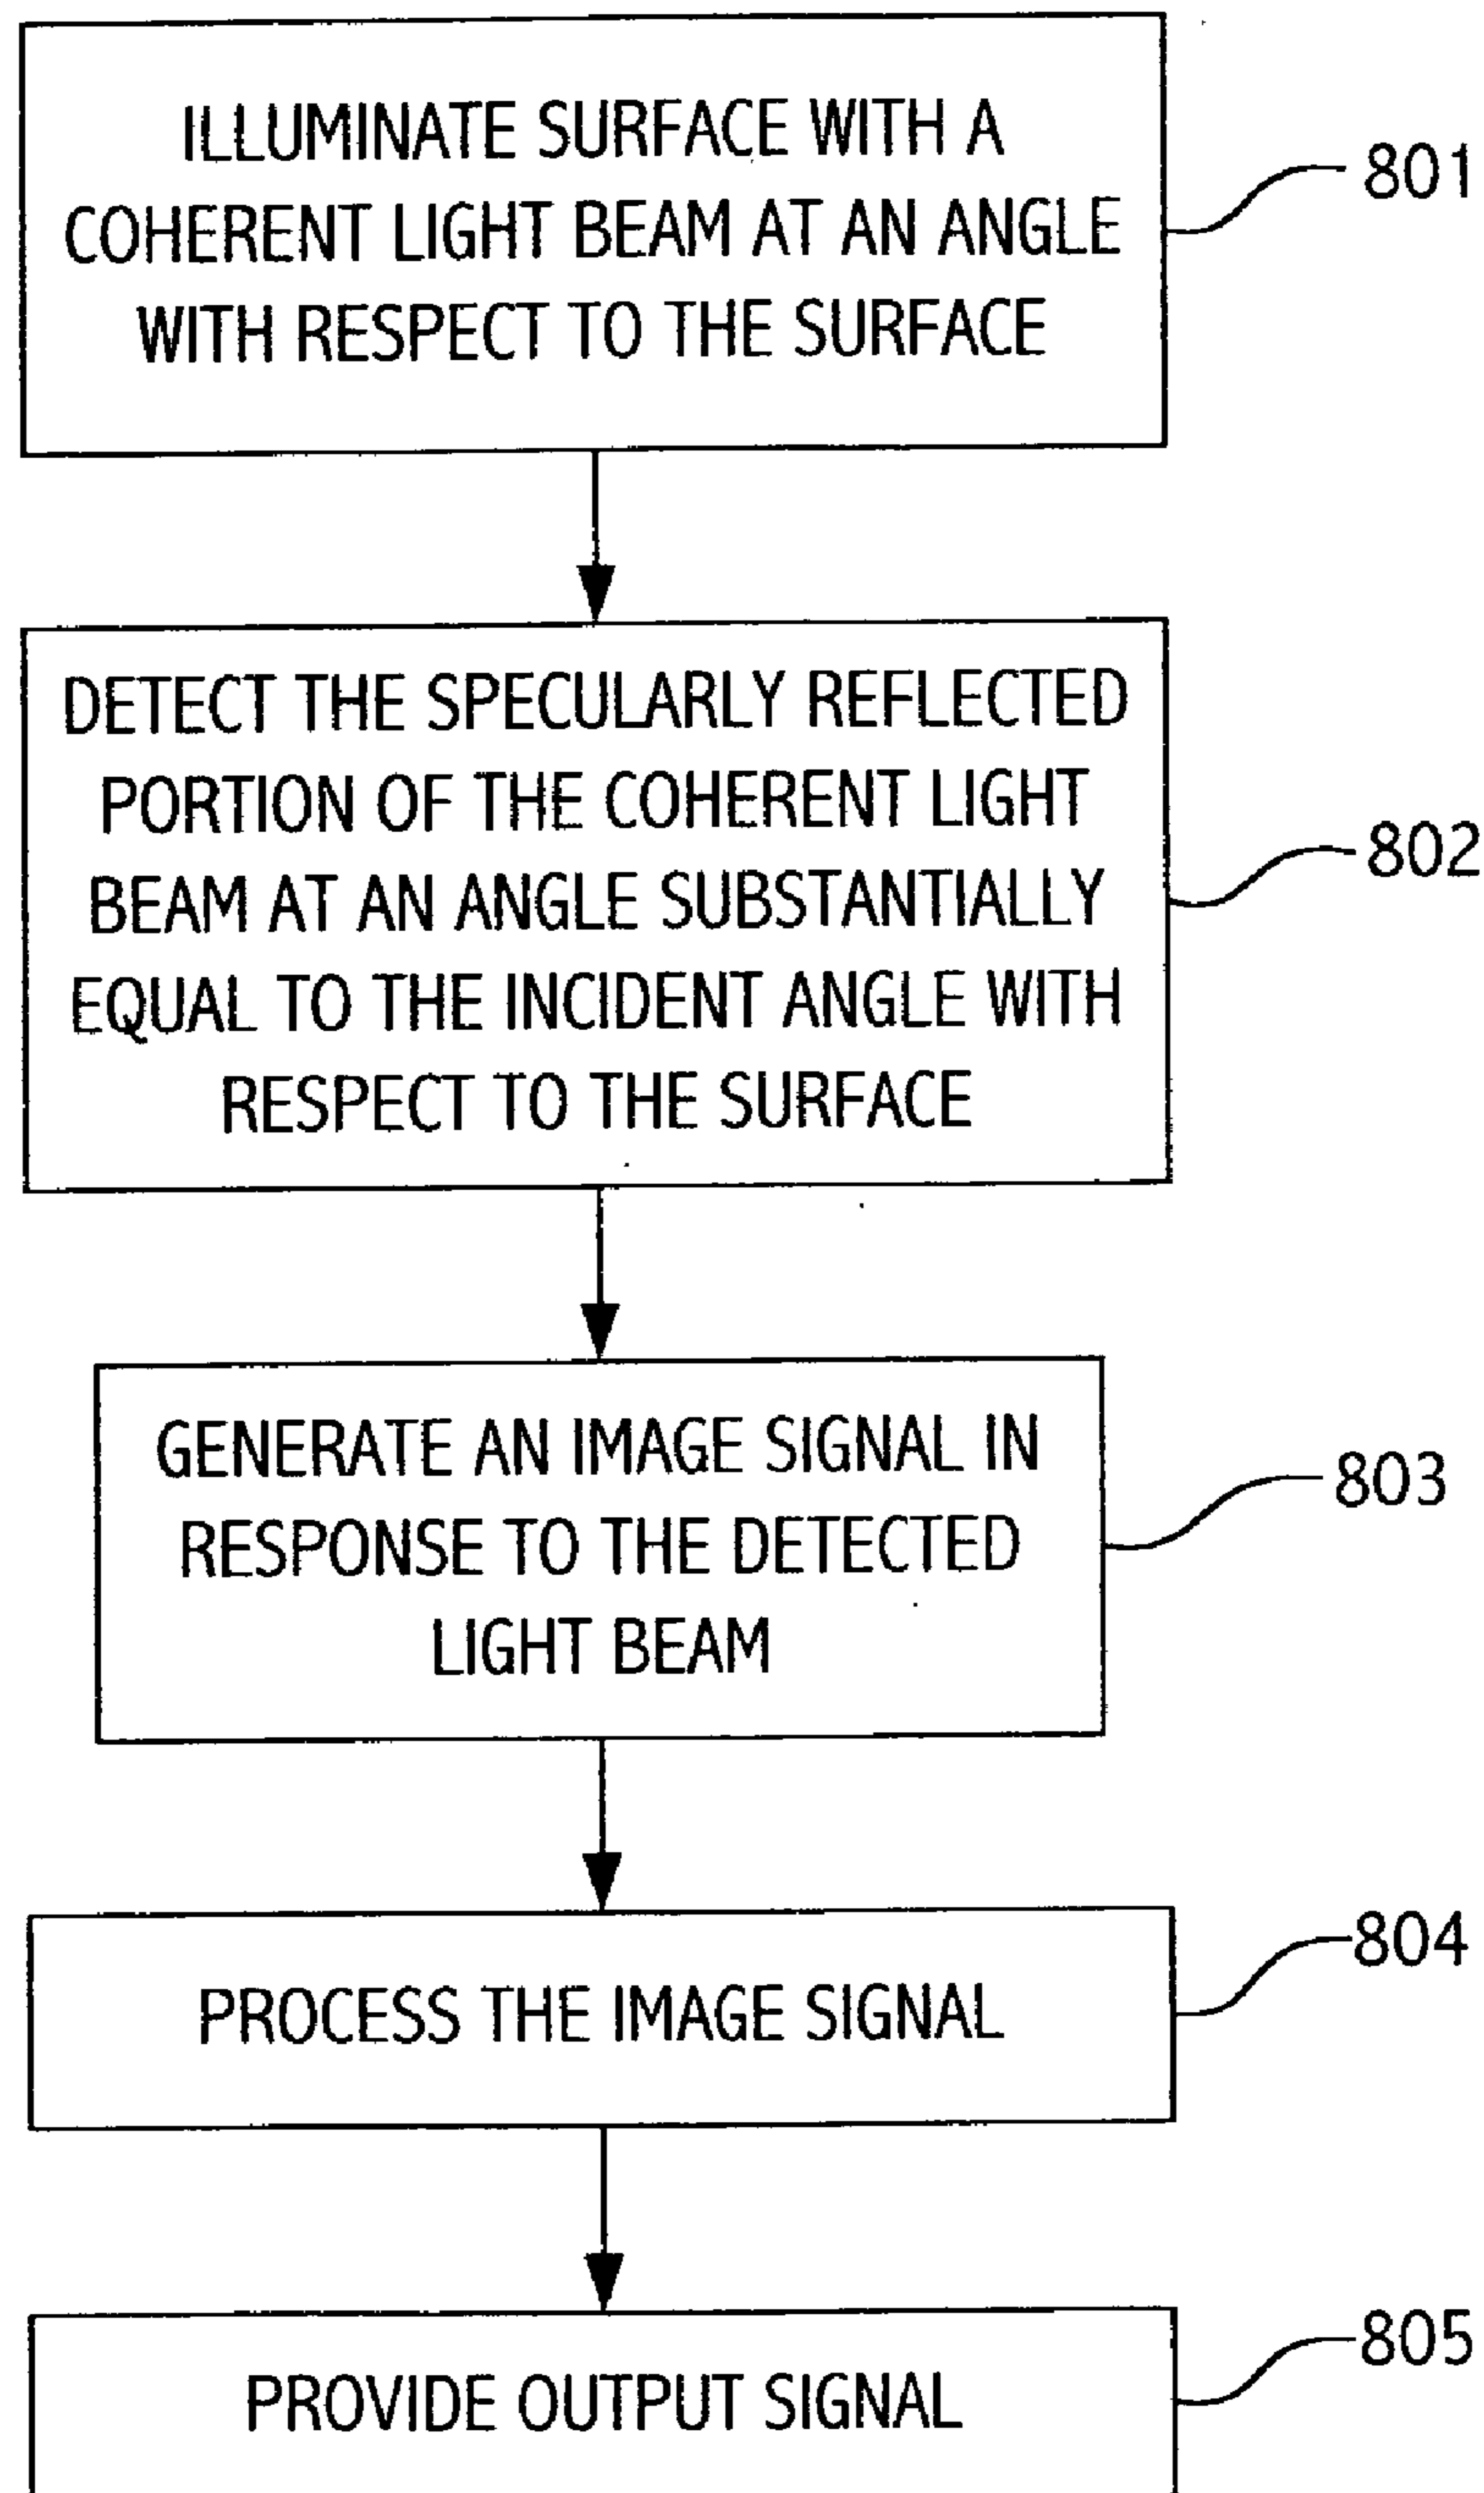 ILLUMINATE SURFACE WITH A
COHERENT LIGHT BEAM AT AN ANGLE
WITH RESPECT TO THE SURFACE
801
DETECT THE SPECULARLY REFLECTED
PORTION OF THE COHERENT LIGHT
BEAM AT AN ANGLE SUBSTANTIALLY
EQUAL TO THE INCIDENT ANGLE WITH
RESPECT TO THE SURFACE
802
GENERATE AN IMAGE SIGNAL IN
RESPONSE TO THE DETECTED
LIGHT BEAM
803
PROCESS THE IMAGE SIGNAL
804
PROVIDE OUTPUT SIGNAL
805